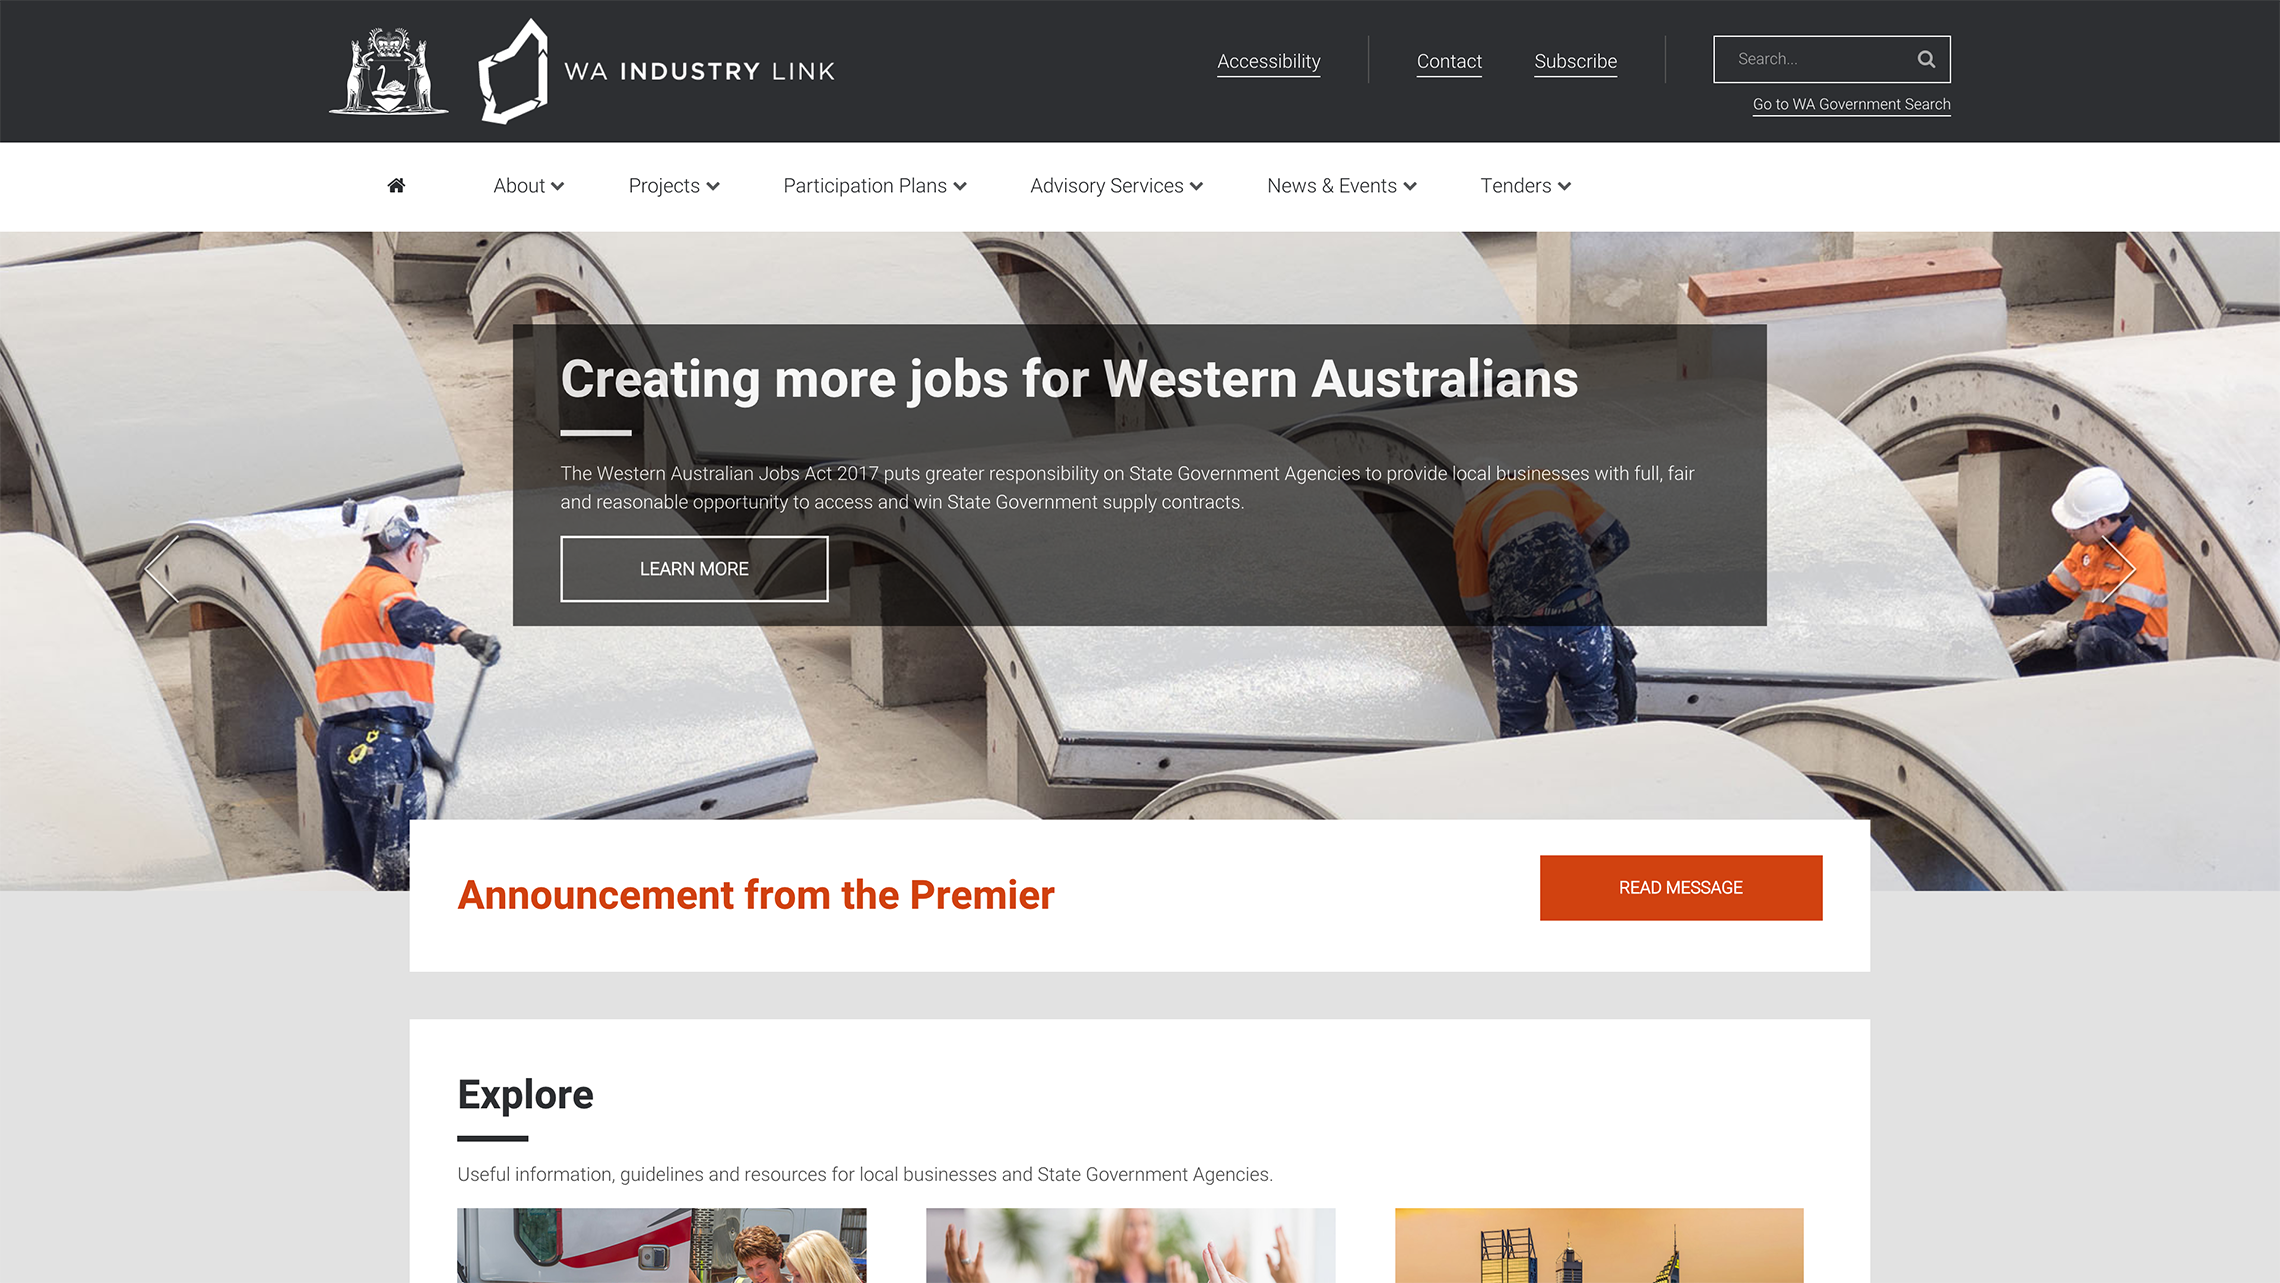 WA INDUSTRY LINK
Accessibility
Contact
Subscribe
Search...
Go to WA Government Search
About
Projects
Participation Plans
Advisory Services
News & Events
Tenders
Creating more jobs for Western Australians
The Western Australian Jobs Act 2017 puts greater responsibility on State Government Agencies to provide local businesses with full, fair
and reasonable opportunity to access and win State Government supply contracts.
LEARN MORE
Announcement from the Premier
READ MESSAGE
Explore
Useful information, guidelines and resources for local businesses and State Government Agencies.